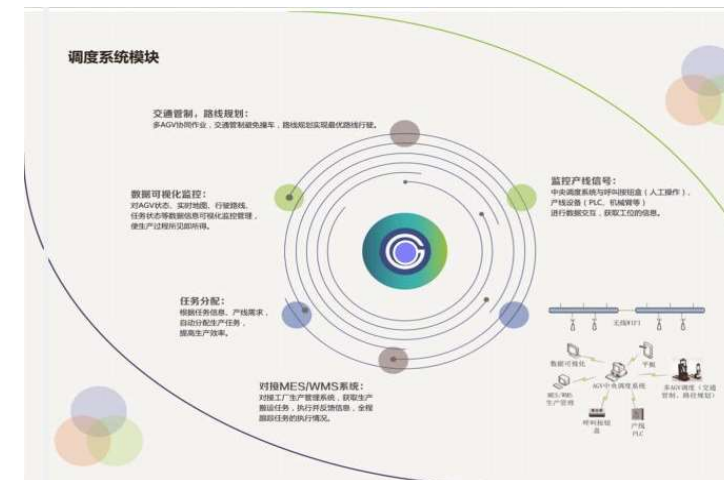 调度系统模块
交通管制，路线规划：
多AGV协同作业，交通管制避免撞车，路线规划实现最优路线行驶。
数据可视化监控：
对AGV状态、实时地图、行驶路线、
任务状态等数据信息可视化监控管理，
使生产过程所见即所得。
监控产线信号：
中央调度系统与呼叫按钮盒（人工操作），
产线设备（PLC、机械臂等）
进行数据交互，获取工位的信息。
任务分配：
根据任务信息、产线需求，
自动分配生产任务，
提高生产效率。
对接MES/WMS系统：
对接工厂生产管理系统，获取生产
搬运任务，执行并反馈信息，全程
跟踪任务的执行情况。
无线WIFI
数据可视化
平板
AGV中央调度系统
多AGV调度（交通
管制、路径规划）
MES/WMS
生产管理
呼叫按钮
盒
产线
PLC